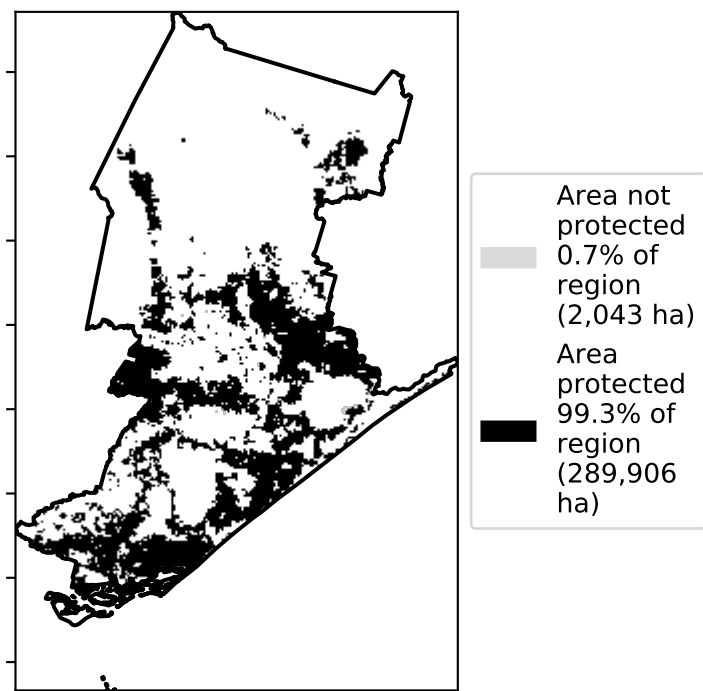 Area not
protected
0.7% of
region
(2,043 ha)
Area
protected
99.3% of
region
(289,906
ha)